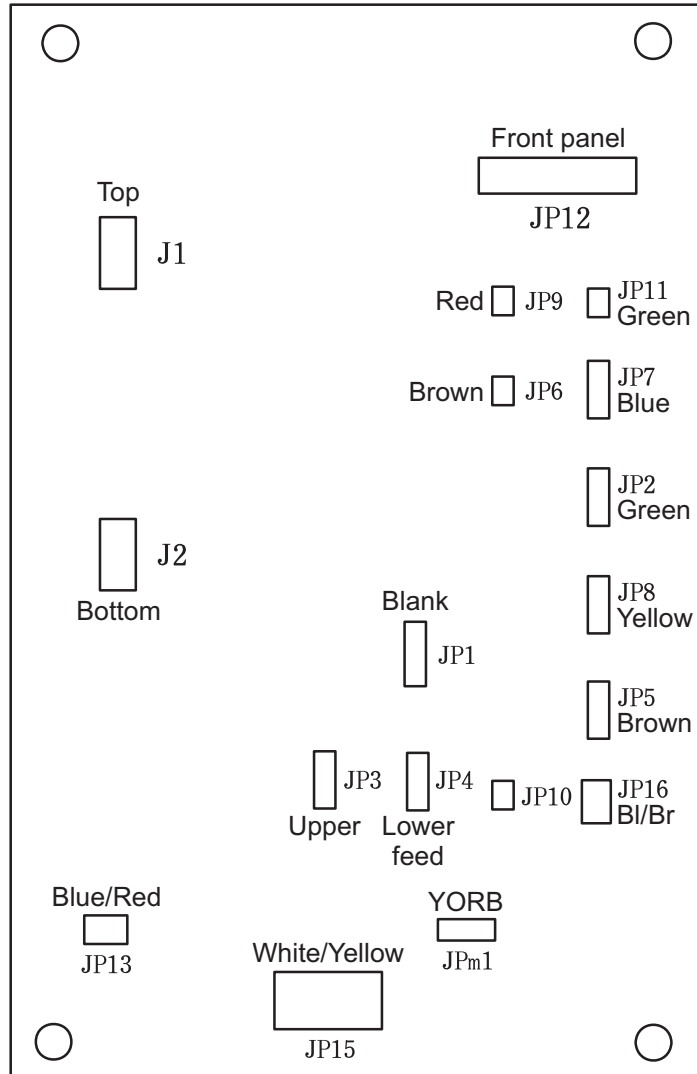 Front panel
JP12
Top
J1
Red
JP9
JP11
Green
Brown
JP6
JP7
Blue
JP2
Green
J2
Bottom
JP8
Yellow
Blank
JP1
JP5
Brown
JP3
Upper
JP4
Lower
feed
JP10
JP16
Bl/Br
Blue/Red
JP13
YORB
JPm1
White/Yellow
JP15